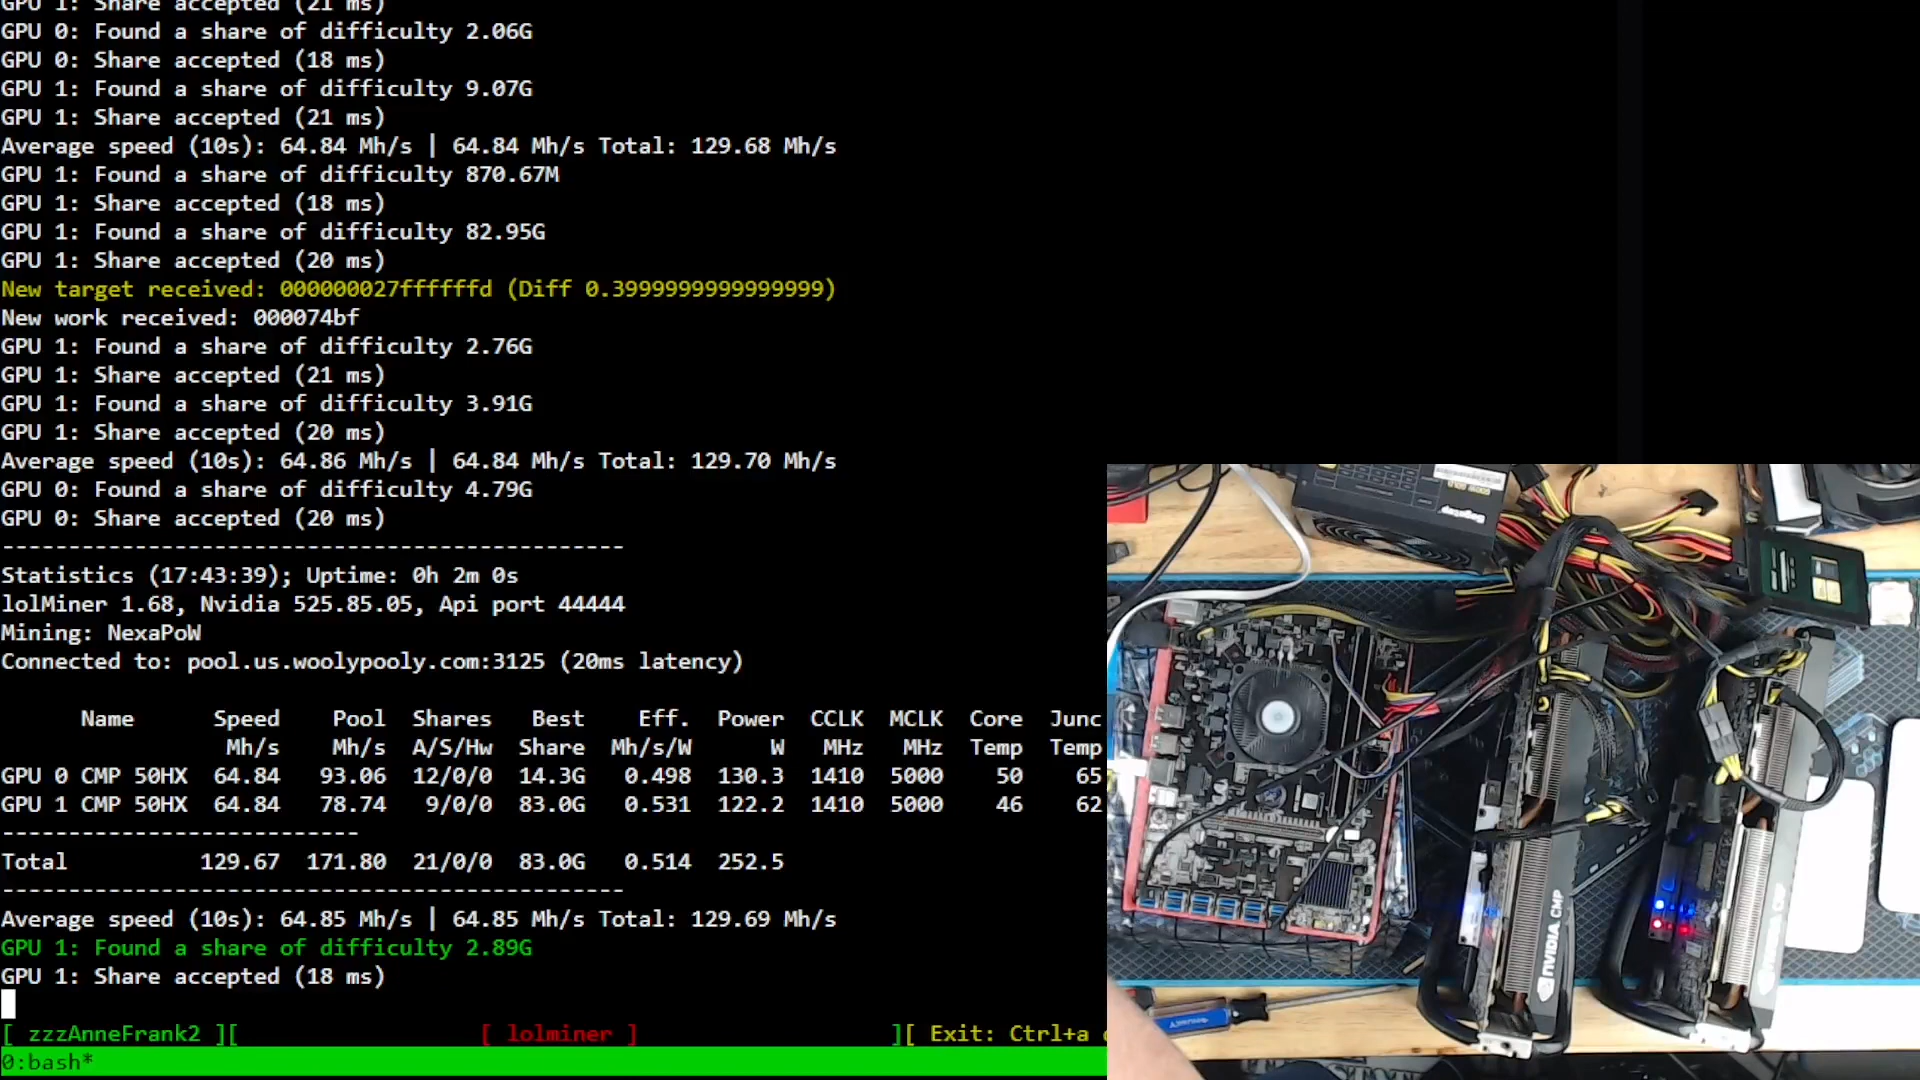 GPU 1: Share accepted (21 ms)
GPU 0: Found a share of difficulty 2.06G
GPU 0: Share accepted (18 ms)
GPU 1: Found a share of difficulty 9.07G
GPU 1: Share accepted (21 ms)
Average speed (10s): 64.84 Mh/s | 64.84 Mh/s Total: 129.68 Mh/s
GPU 1: Found a share of difficulty 870.67M
GPU 1: Share accepted (18 ms)
GPU 1: Found a share of difficulty 82.95G
GPU 1: Share accepted (20 ms)
New target received: 000000027ffffffd (Diff 0.3999999999999999)
New work received: 000074bf
GPU 1: Found a share of difficulty 2.76G
GPU 1: Share accepted (21 ms)
GPU 1: Found a share of difficulty 3.91G
GPU 1: Share accepted (20 ms)
Average speed (10s): 64.86 Mh/s | 64.84 Mh/s Total: 129.70 Mh/s
GPU 0: Found a share of difficulty 4.79G
GPU 0: Share accepted (20 ms)
-----------------------------------------------
Statistics (17:43:39); Uptime: 0h 2m 0s
lolMiner 1.68, Nvidia 525.85.05, Api port 44444
Mining: NexaPoW
Connected to: pool.us.woolypooly.com:3125 (20ms latency)
Name Speed Pool Shares Best Eff. Power CCLK MCLK Core Junc
Mh/s Mh/s A/S/Hw Share Mh/s/W W MHz MHz Temp Temp
GPU 0 CMP 50HX 64.84 93.06 12/0/0 14.3G 0.498 130.3 1410 5000 50 65
GPU 1 CMP 50HX 64.84 78.74 9/0/0 83.0G 0.531 122.2 1410 5000 46 62
---------------------------
Total 129.67 171.80 21/0/0 83.0G 0.514 252.5
-----------------------------------------------
Average speed (10s): 64.85 Mh/s | 64.85 Mh/s Total: 129.69 Mh/s
GPU 1: Found a share of difficulty 2.89G
GPU 1: Share accepted (18 ms)
[ zzzAnneFrank2 ][ [ lolminer ] ][ Exit: Ctrl+a
0:bash*
NVIDIA CMP